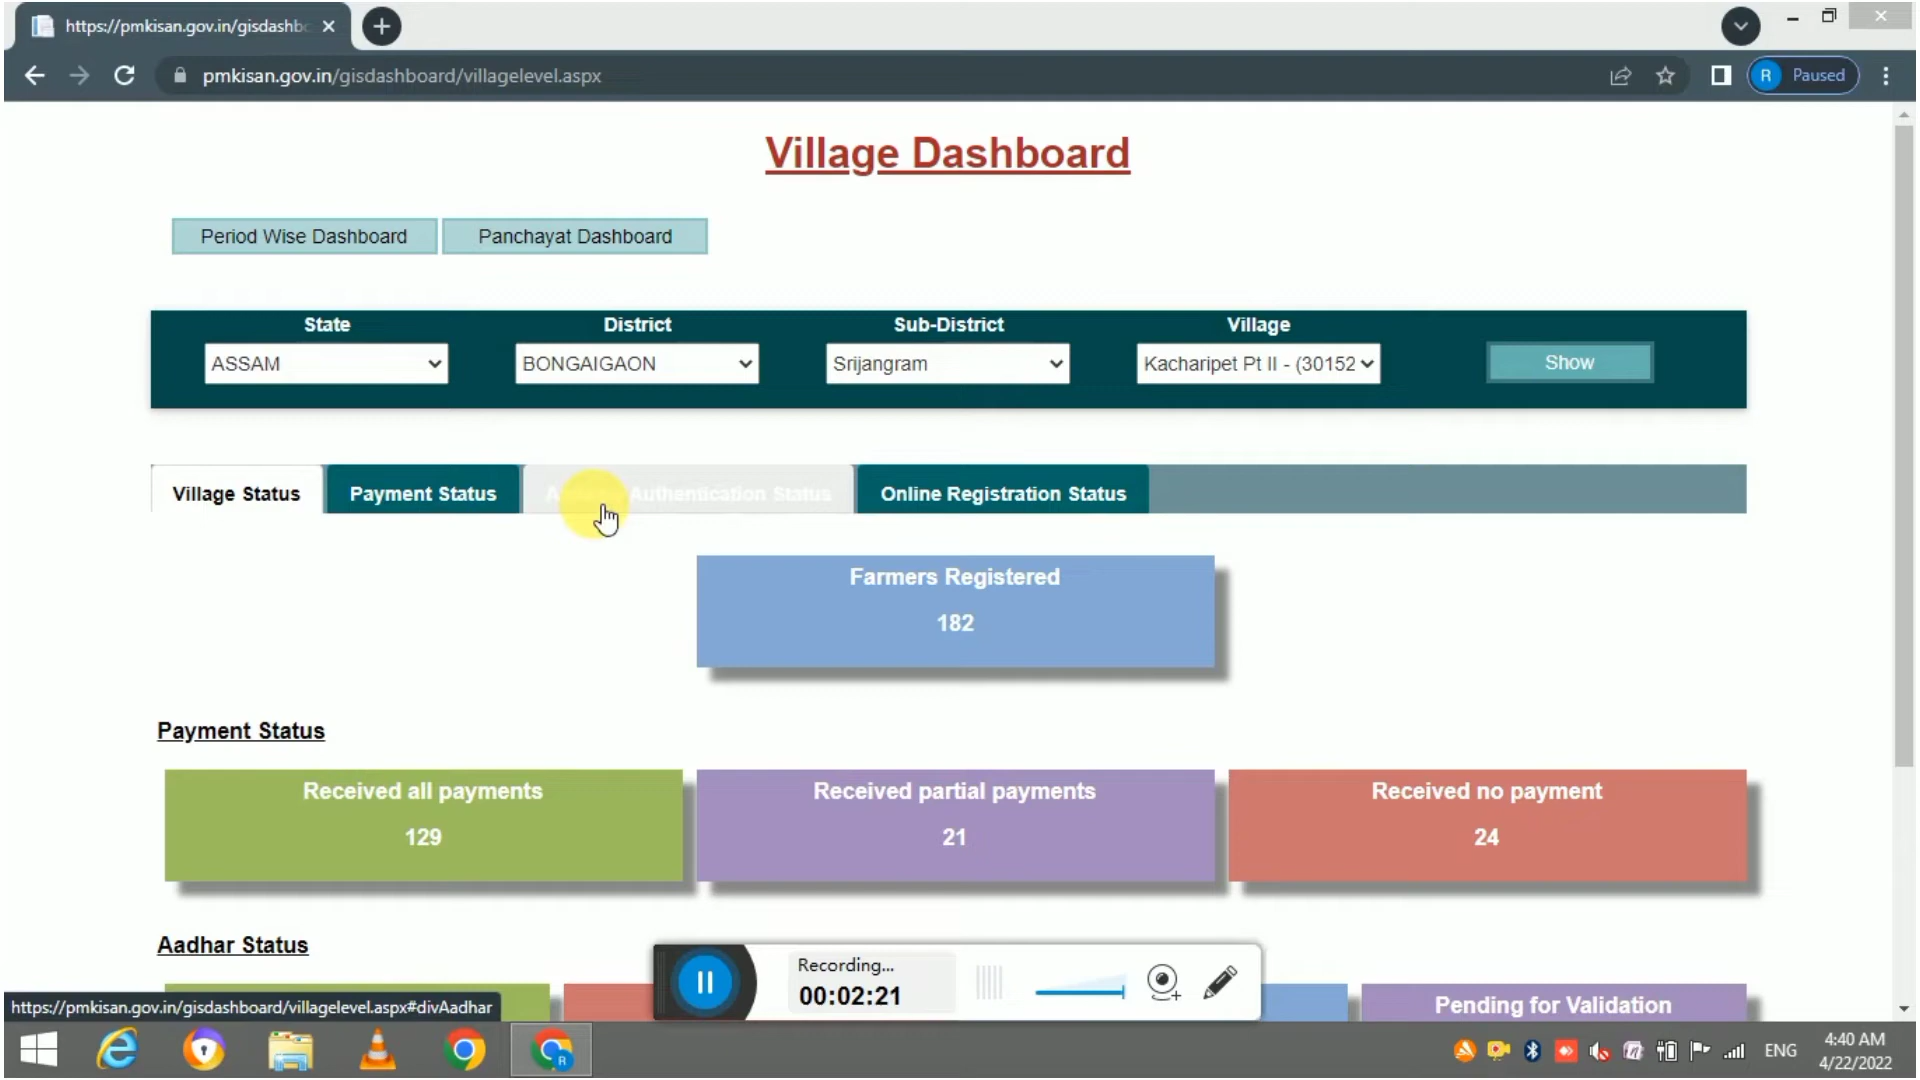 https://pmkisan.gov.in/gisdashb
pmkisan.gov.in/gisdashboard/villagelevel.aspx
R Paused
Village Dashboard
Period Wise Dashboard Panchayat Dashboard
State District Sub-District Village
ASSAM BONGAIGAON Srijangram Kacharipet Pt II - (30152 Show
Village Status Payment Status Authentication Status Online Registration Status
Farmers Registered
182
Payment Status
Received all payments Received partial payments Received no payment
129 21 24
Aadhar Status
Recording...
00:02:21
Pending for Validation
https://pmkisan.gov.in/gisdashboard/villagelevel.aspx#divAadhar
R
ENG
4:40 AM
4/22/2022